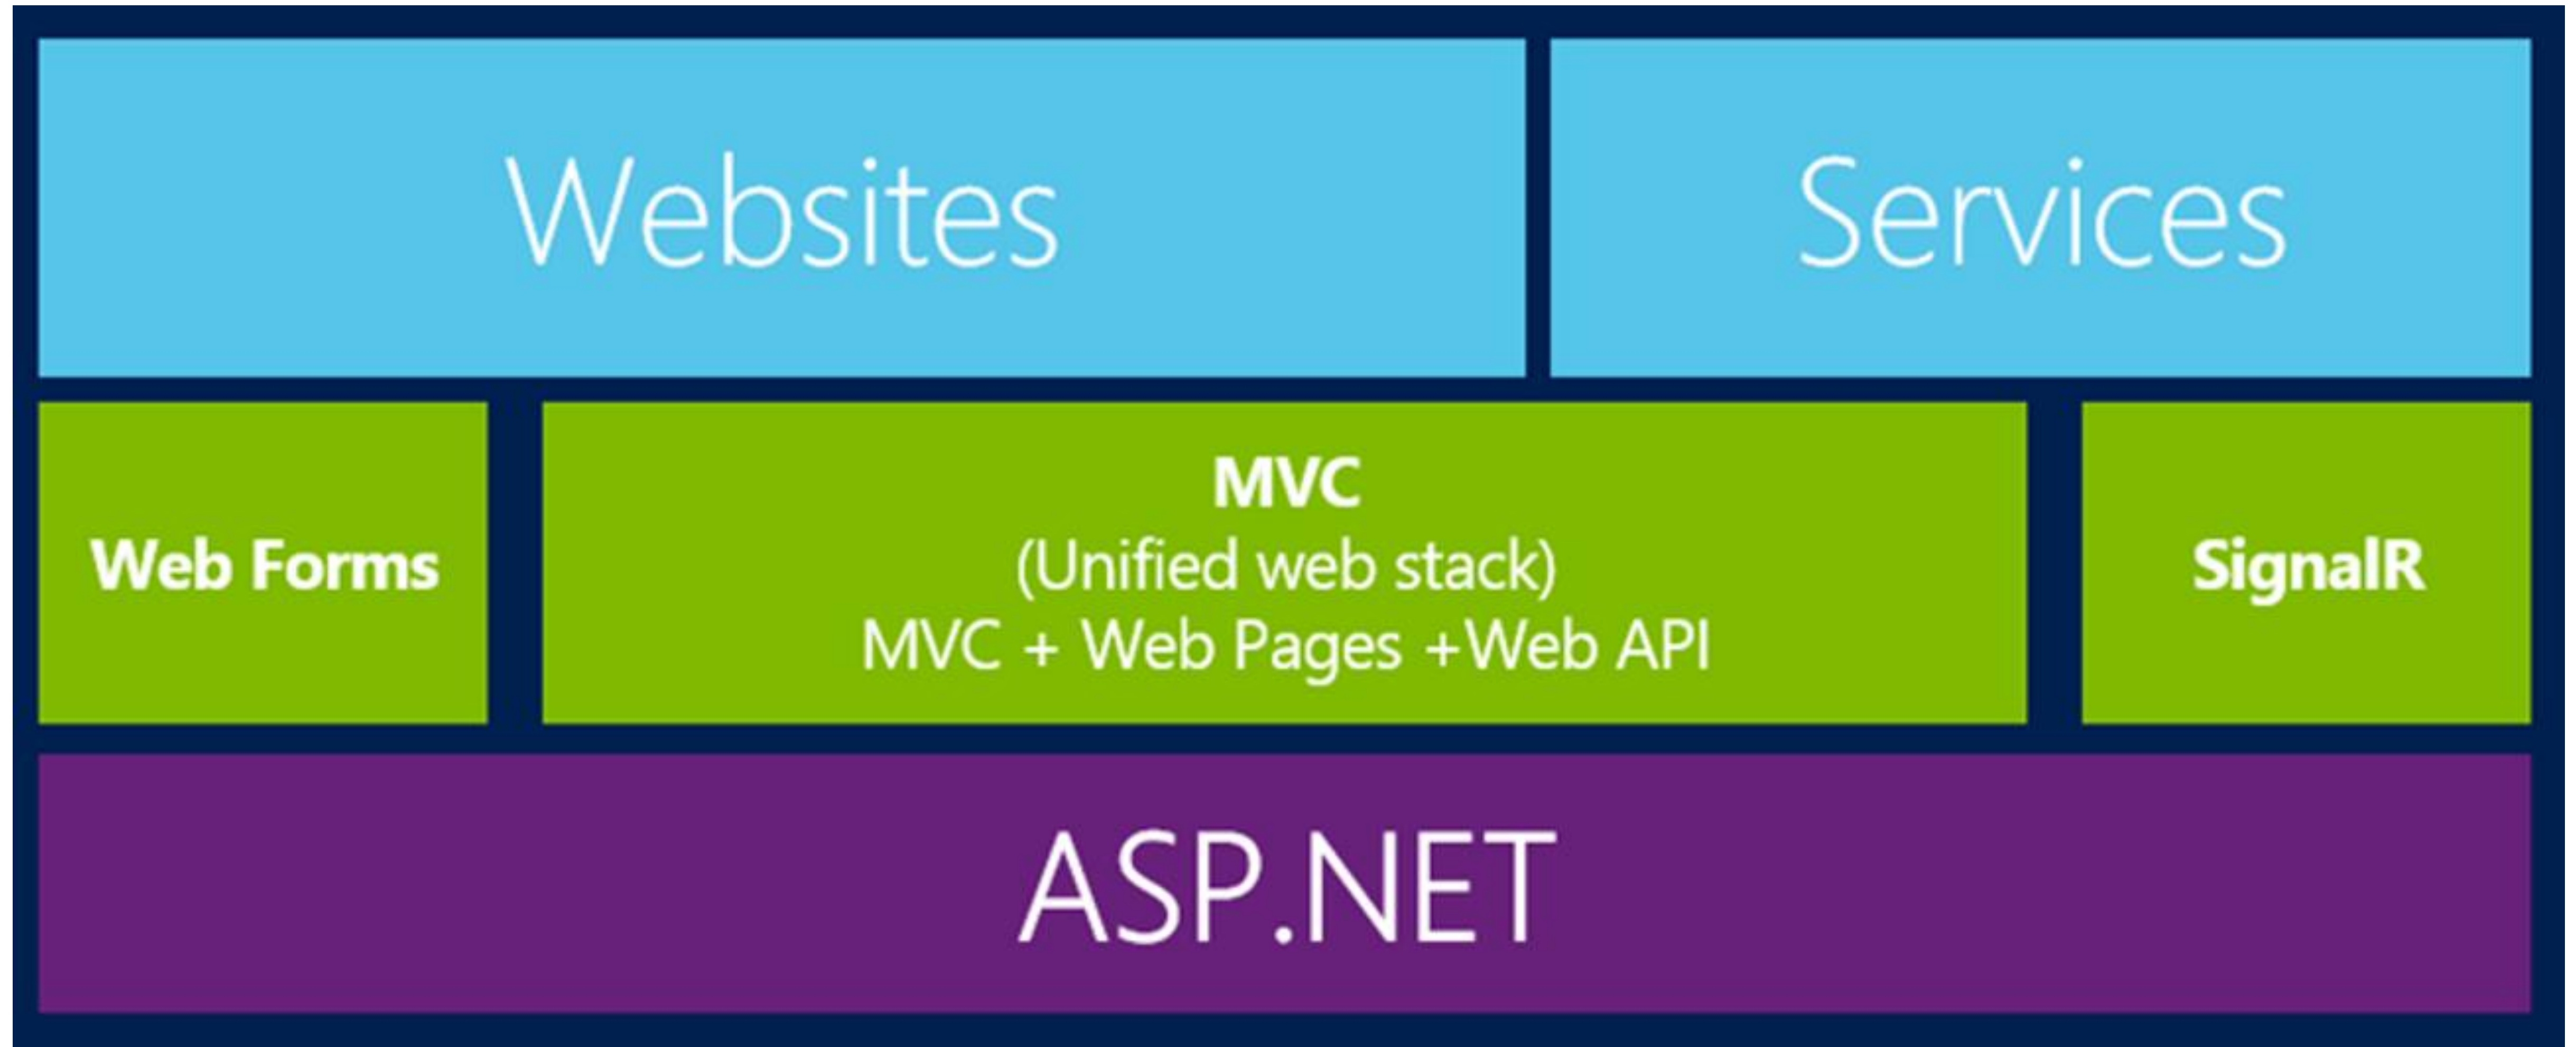 Websites
Services
Web Forms
MVC
(Unified web stack)
MVC + Web Pages +Web API
SignalR
ASP.NET